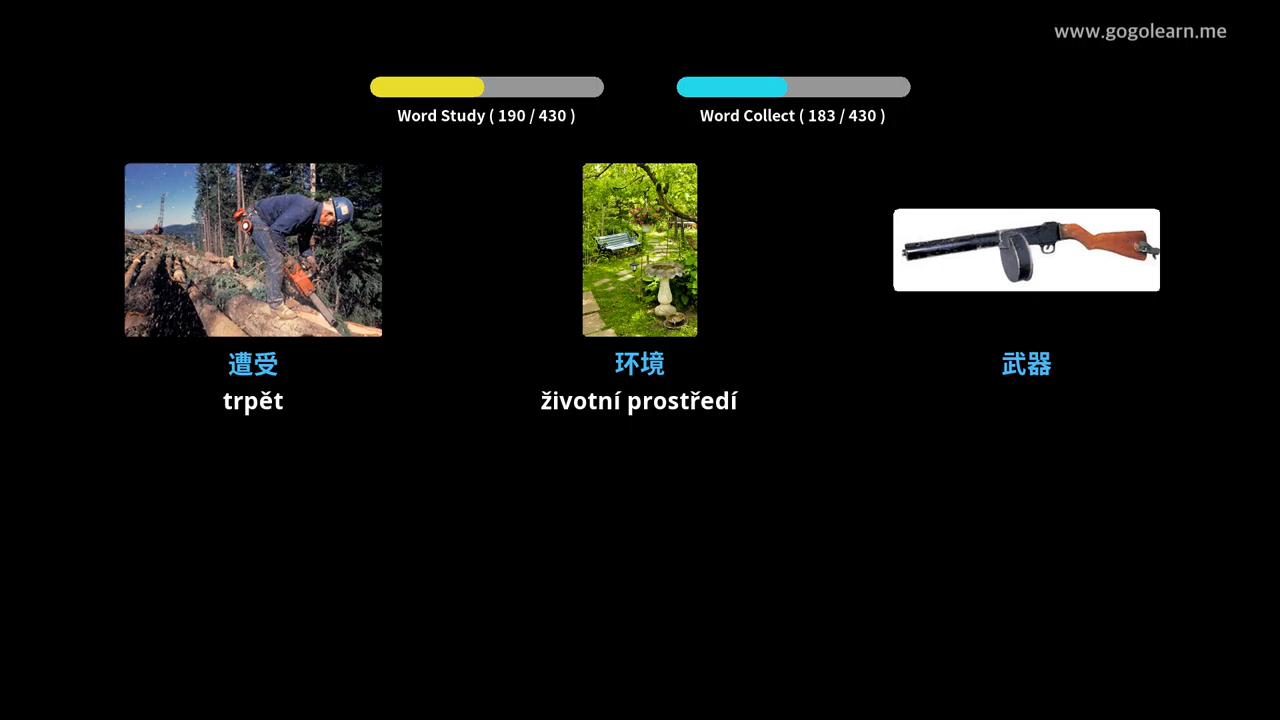 www.gogolearn.me
Word Study ( 190 / 430 )
Word Collect ( 183 / 430 )
遭受
环境
武器
trpět
životní prostředí